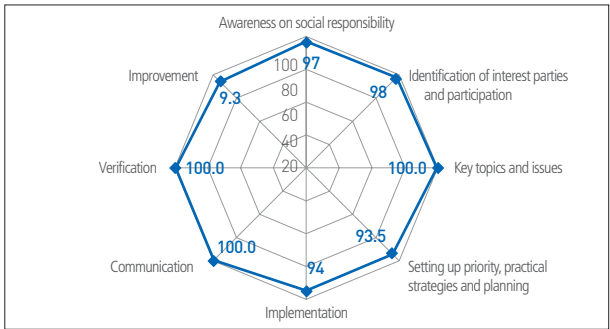 Awareness on social responsibility
100
97
Improvement
Identification of interest parties
and participation
80
9.3
98
60
40
Verification
100.0
20
100.0
Key topics and issues
100.0
93.5
Communication
94
Setting up priority, practical
strategies and planning
Implementation